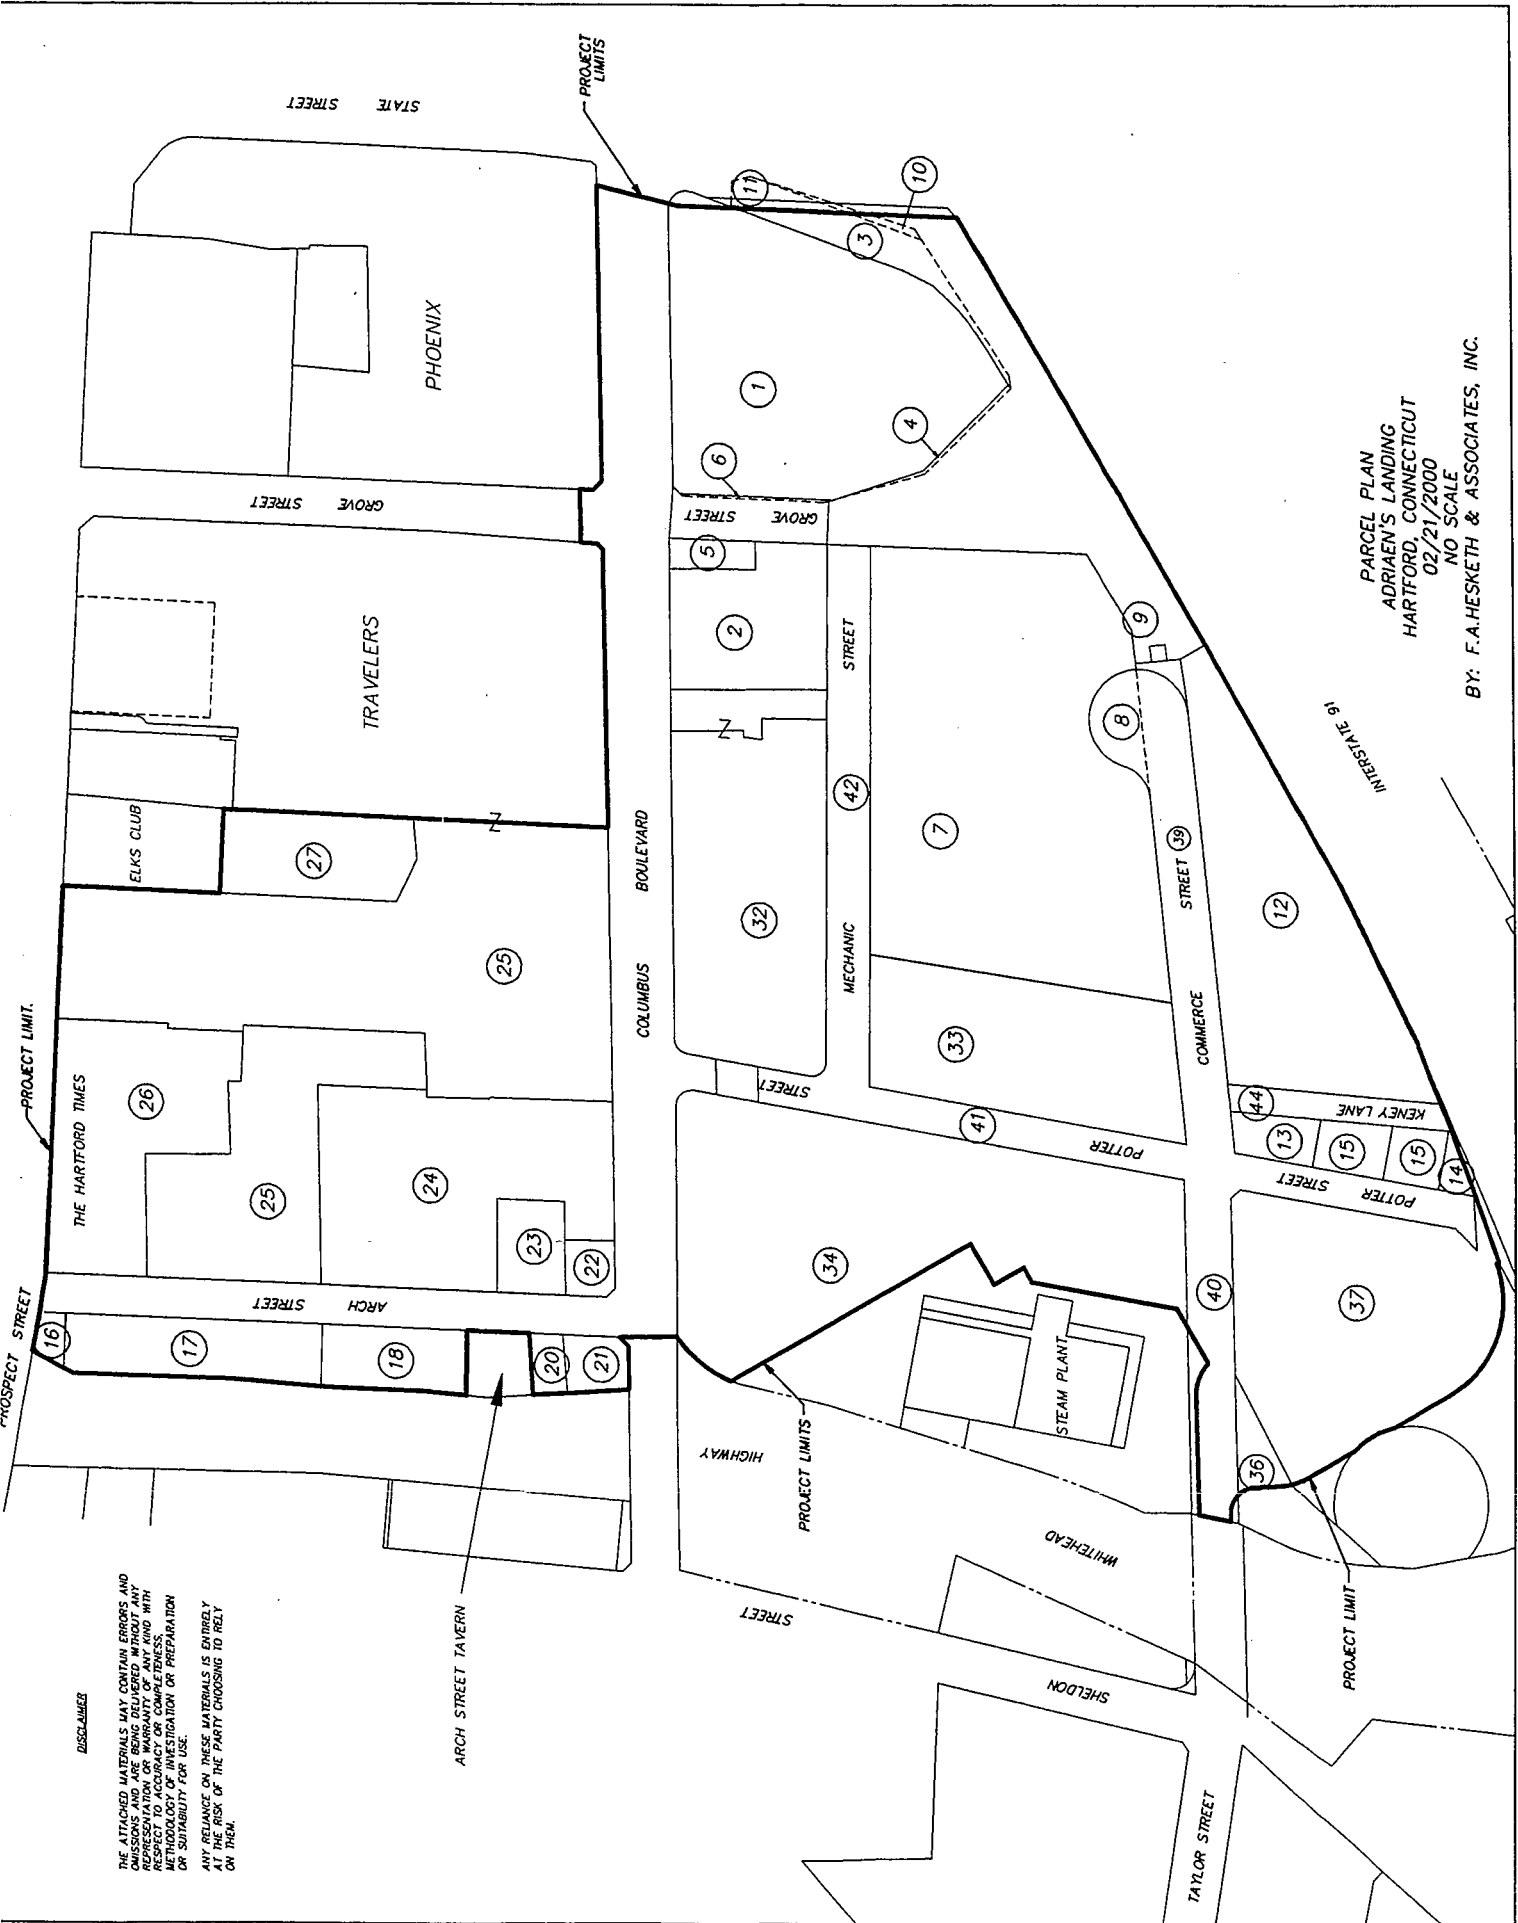 STATE STREET
PROJECT
LIMITS
PHOENIX
GROVE STREET
TRAVELERS
ELKS CLUB
27
25
PROJECT LIMIT.
THE HARTFORD TIMES
26
25
24
23
22
ARCH STREET
PROSPECT STREET
16
17
18
20
21
ARCH STREET TAVERN
COLUMBUS BOULEVARD
11
10
3
1
4
6
GROVE STREET
5
2
MECHANIC STREET
42
32
7
33
9
8
COMMERCE STREET
39
12
INTERSTATE 91
POTTER STREET
41
44
KENEY LANE
13
15
15
14
POTTER STREET
34
STEAM PLANT
40
37
36
PROJECT LIMITS
PROJECT LIMIT
WHITEHEAD HIGHWAY
SHELDON STREET
TAYLOR STREET
PARCEL PLAN
ADRIAEN'S LANDING
HARTFORD, CONNECTICUT
02/21/2000
NO SCALE
BY: F.A.HESKETH & ASSOCIATES, INC.
DISCLAIMER
THE ATTACHED MATERIALS MAY CONTAIN ERRORS AND
OMISSIONS AND ARE BEING DELIVERED WITHOUT ANY
REPRESENTATION OR WARRANTY OF ANY KIND WITH
RESPECT TO ACCURACY OR COMPLETENESS,
METHODOLOGY OF INVESTIGATION OR PREPARATION
OR SUITABILITY FOR USE.
ANY RELIANCE ON THESE MATERIALS IS ENTIRELY
AT THE RISK OF THE PARTY CHOOSING TO RELY
ON THEM.